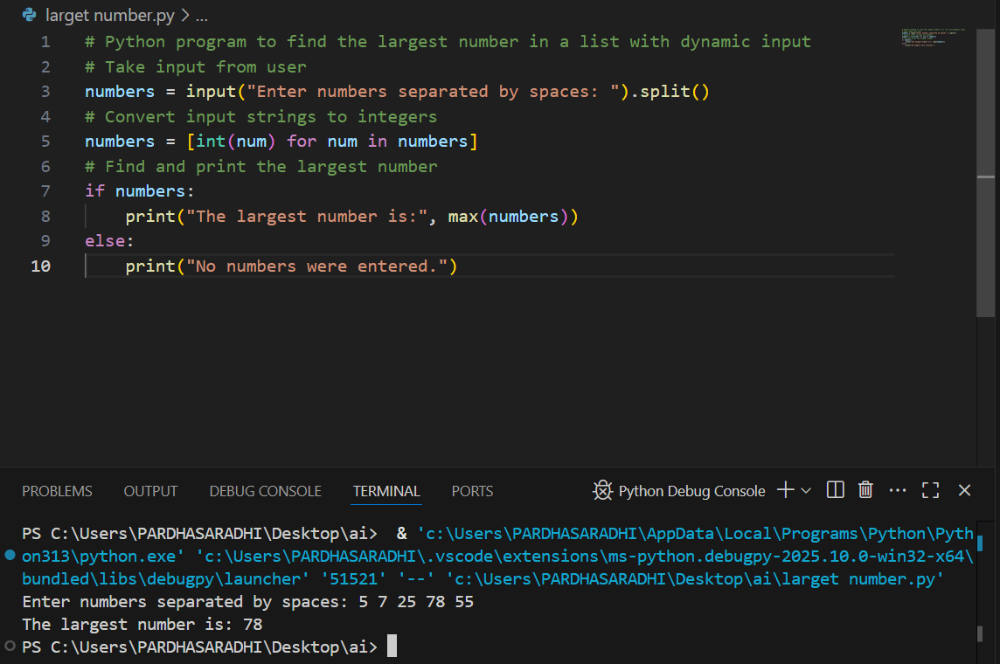 larget number.py > ...
1 # Python program to find the largest number in a list with dynamic input
2 # Take input from user
3 numbers = input("Enter numbers separated by spaces: ").split()
4 # Convert input strings to integers
5 numbers = [int(num) for num in numbers]
6 # Find and print the largest number
7 if numbers:
8     print("The largest number is:", max(numbers))
9 else:
10     print("No numbers were entered.")
PROBLEMS OUTPUT DEBUG CONSOLE TERMINAL PORTS Python Debug Console
PS C:\Users\PARDHASARADHI\Desktop\ai>  & 'c:\Users\PARDHASARADHI\AppData\Local\Programs\Python\Pyth
on313\python.exe' 'c:\Users\PARDHASARADHI\.vscode\extensions\ms-python.debugpy-2025.10.0-win32-x64\
bundled\libs\debugpy\launcher' '51521' '--' 'c:\Users\PARDHASARADHI\Desktop\ai\larget number.py'
Enter numbers separated by spaces: 5 7 25 78 55
The largest number is: 78
PS C:\Users\PARDHASARADHI\Desktop\ai>